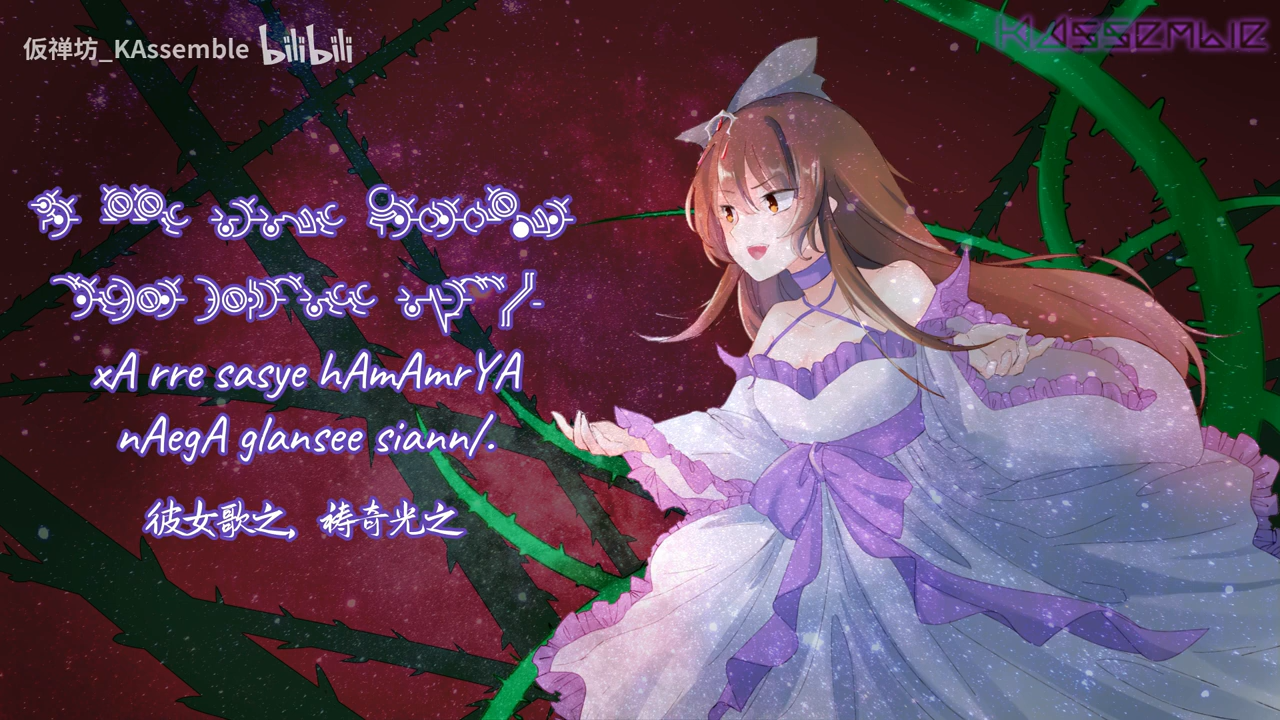 仮禅坊_KAssemble bilibili
KAssemble
xA rre sasye hAmAmrYA
nAegA glansee siann/.
彼女歌之，祷奇光之